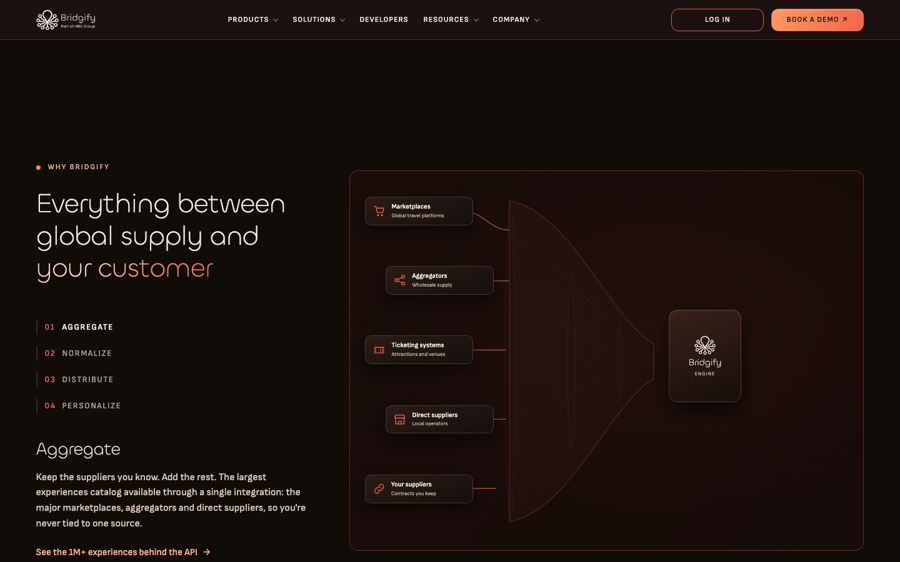 Bridgify
Part of HBX Group
PRODUCTS
SOLUTIONS
DEVELOPERS
RESOURCES
COMPANY
LOG IN
BOOK A DEMO ↗
WHY BRIDGIFY
Everything between
global supply and
your customer
01 AGGREGATE
02 NORMALIZE
03 DISTRIBUTE
04 PERSONALIZE
Aggregate
Keep the suppliers you know. Add the rest. The largest
experiences catalog available through a single integration: the
major marketplaces, aggregators and direct suppliers, so you're
never tied to one source.
See the 1M+ experiences behind the API →
Marketplaces
Global travel platforms
Aggregators
Wholesale supply
Ticketing systems
Attractions and venues
Direct suppliers
Local operators
Your suppliers
Contracts you keep
Bridgify
ENGINE